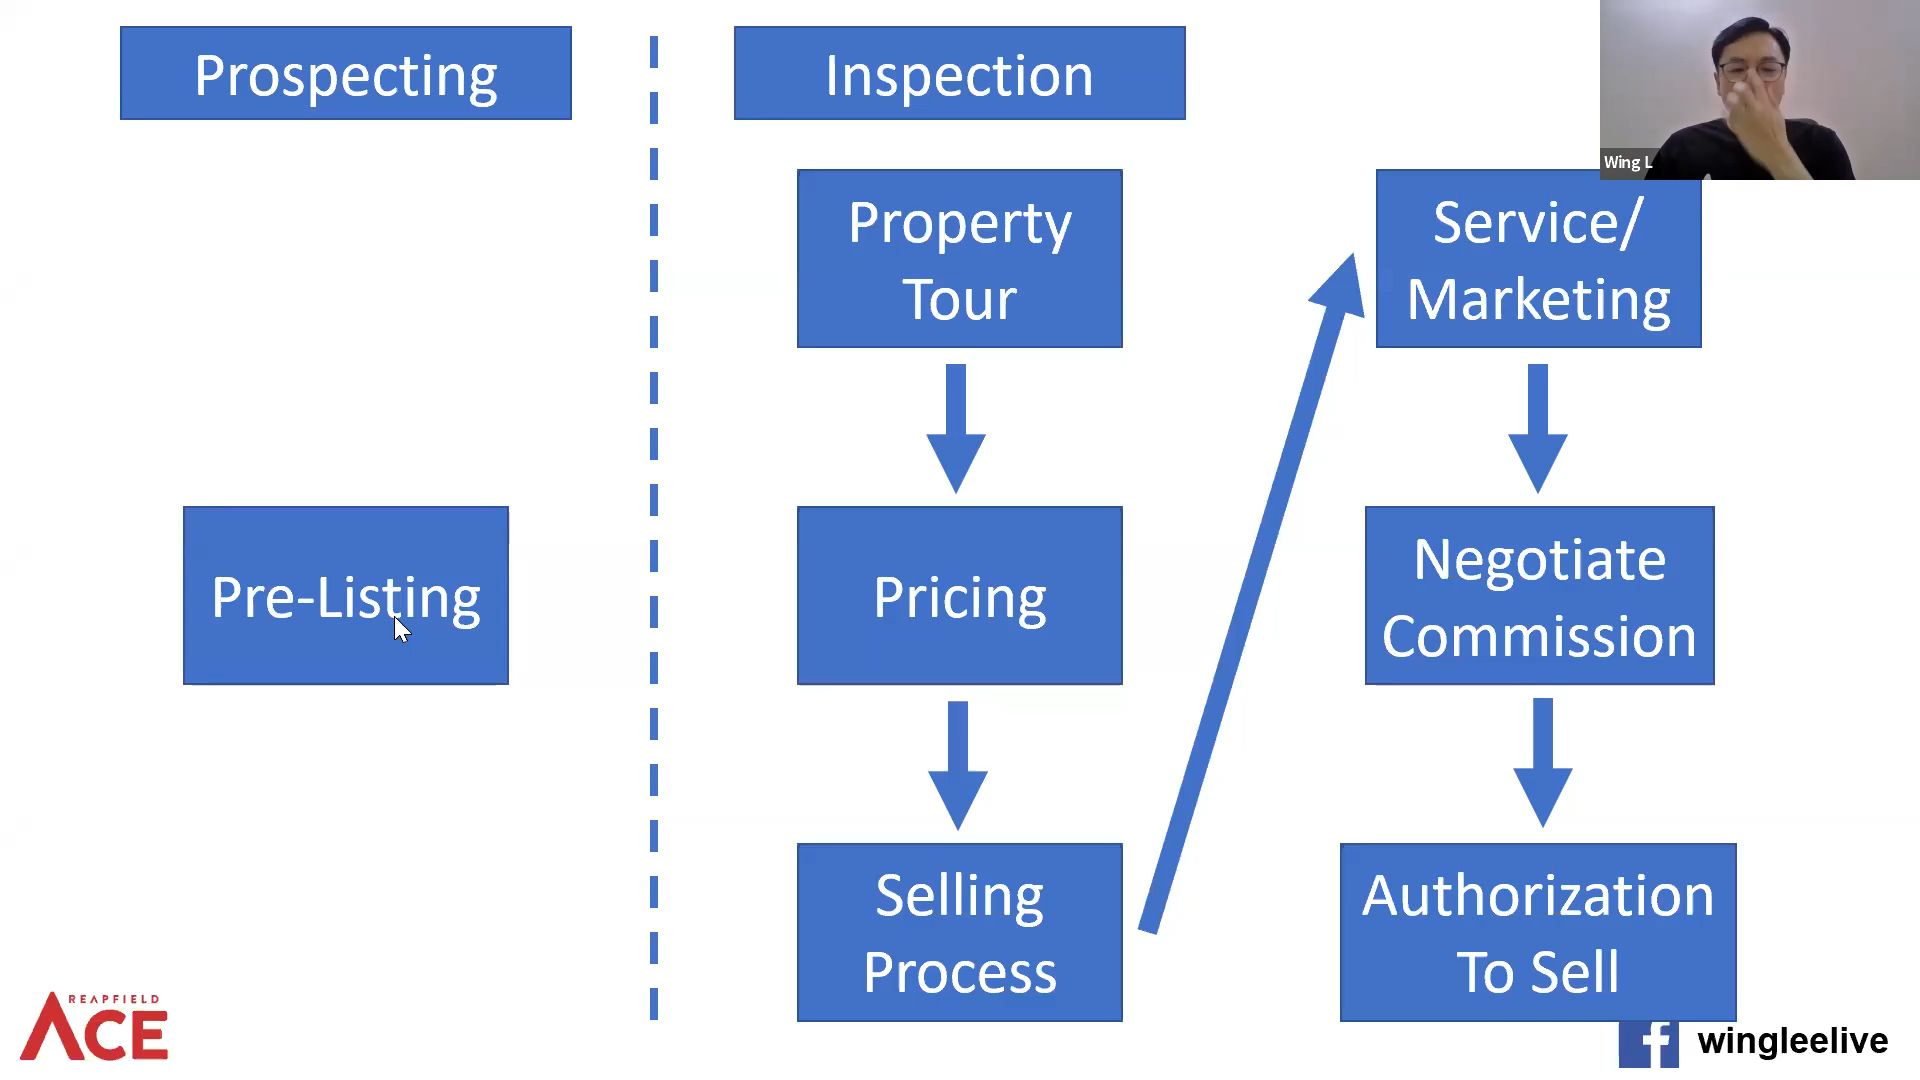 Prospecting
Inspection
Wing L
Property
Tour
Service/
Marketing
Pre-Listing
Pricing
Negotiate
Commission
Selling
Process
Authorization
To Sell
REAPFIELD
ACE
f wingleelive